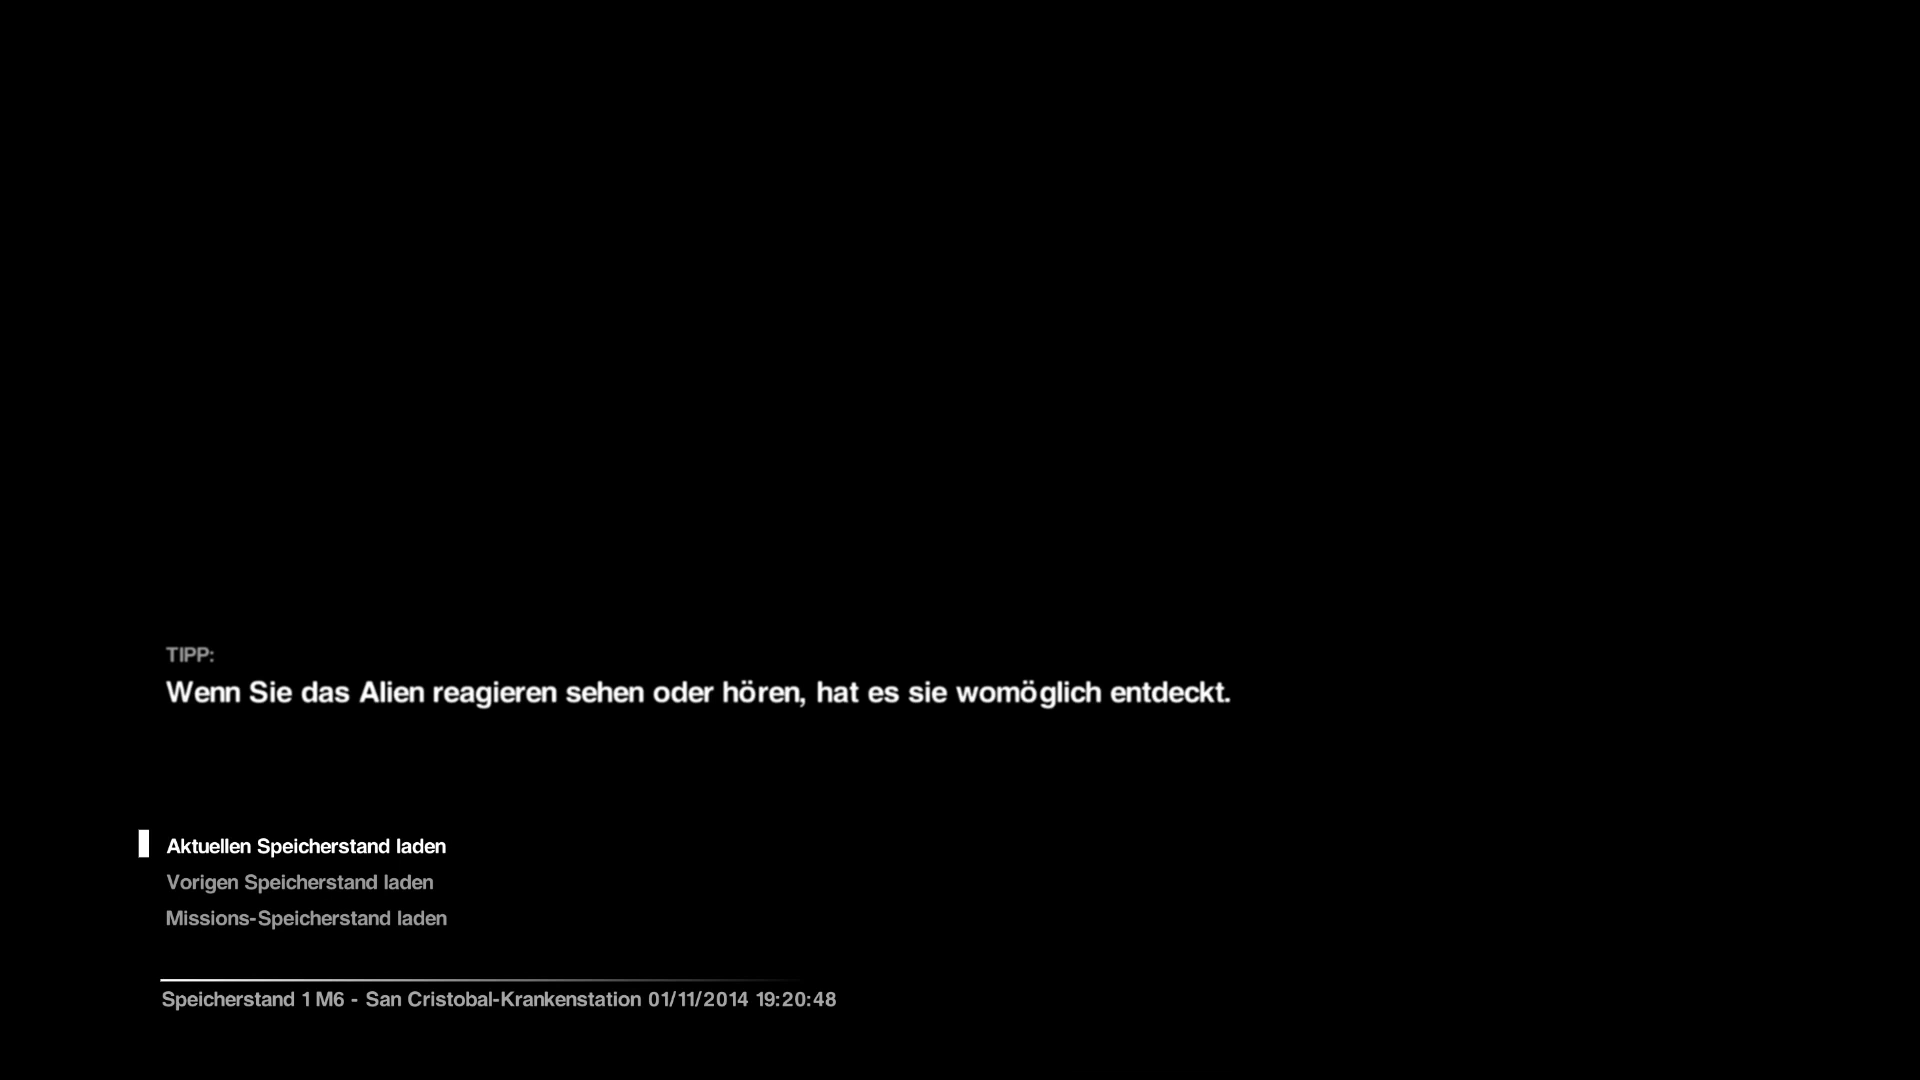 TIPP:
Wenn Sie das Alien reagieren sehen oder hören, hat es sie womöglich entdeckt.
Aktuellen Speicherstand laden
Vorigen Speicherstand laden
Missions-Speicherstand laden
Speicherstand 1 M6 - San Cristobal-Krankenstation 01/11/2014 19:20:48